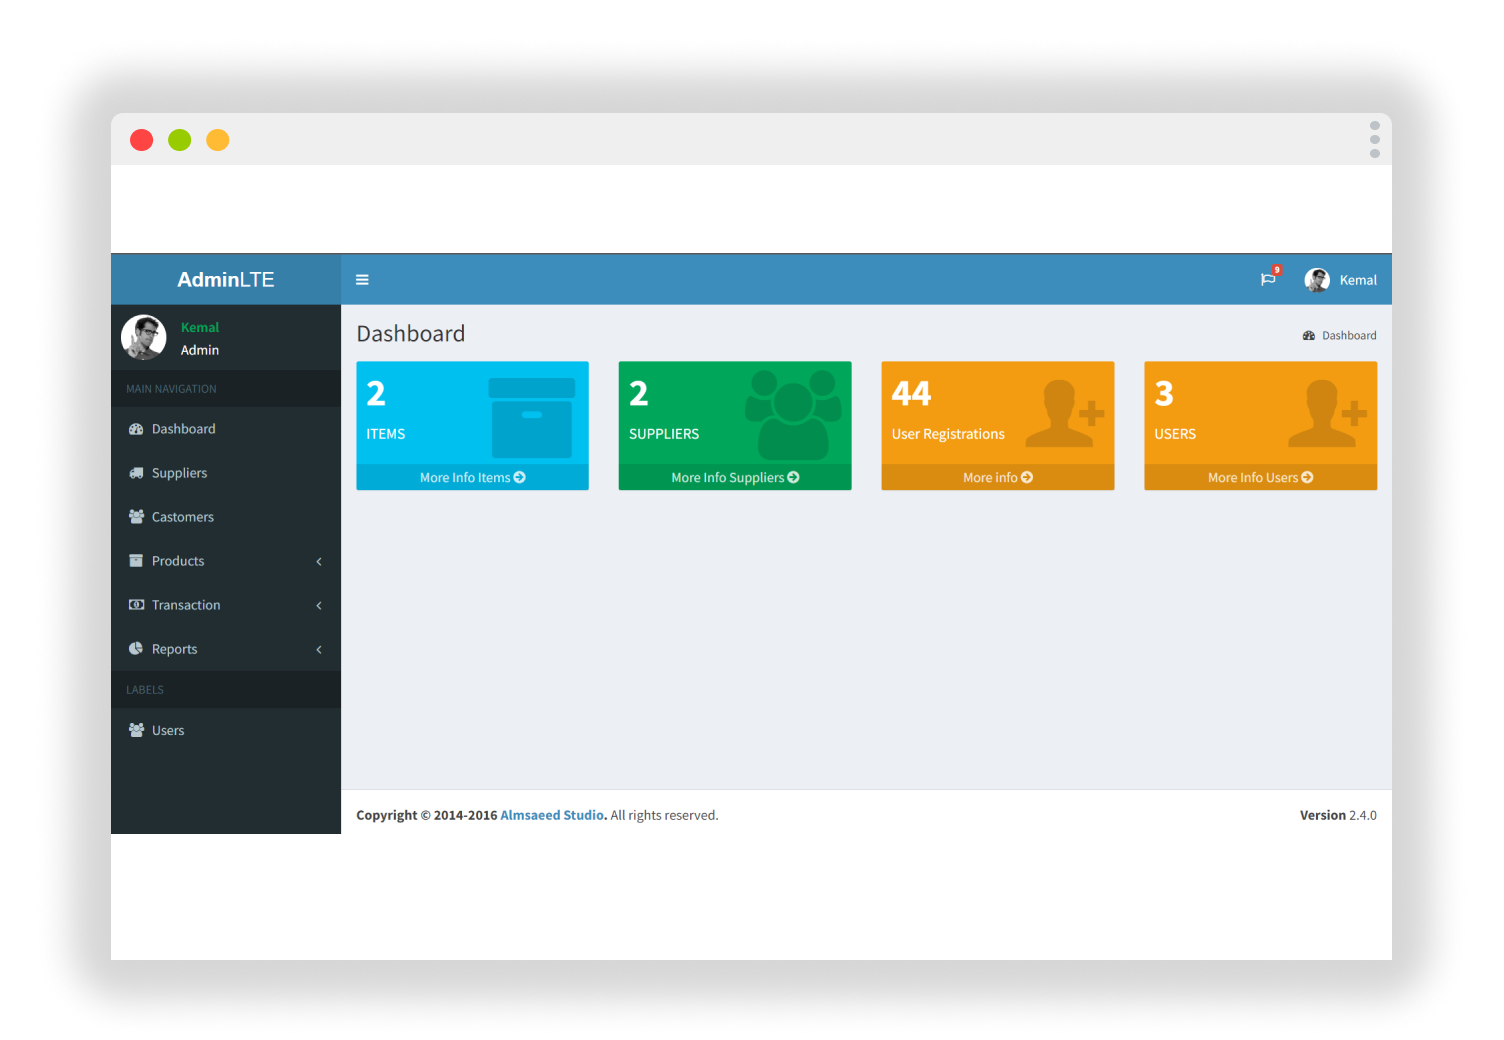 AdminLTE
9
Kemal
Kemal
Admin
MAIN NAVIGATION
Dashboard
Suppliers
Castomers
Products
Transaction
Reports
LABELS
Users
Dashboard
Dashboard
2
ITEMS
More Info Items
2
SUPPLIERS
More Info Suppliers
44
User Registrations
More info
3
USERS
More Info Users
Copyright © 2014-2016 Almsaeed Studio. All rights reserved.
Version 2.4.0